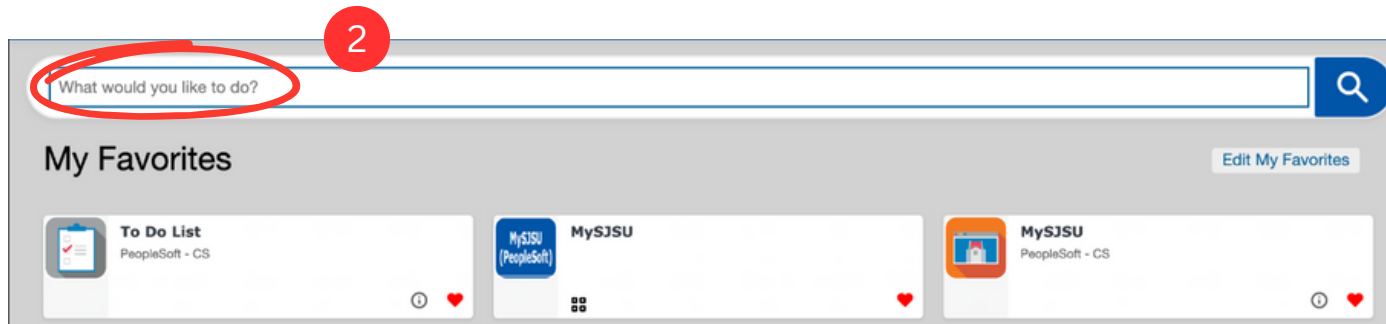 2
What would you like to do?
My Favorites
Edit My Favorites
To Do List
PeopleSoft - CS
MySJSU
(PeopleSoft)
MySJSU
MySJSU
PeopleSoft - CS